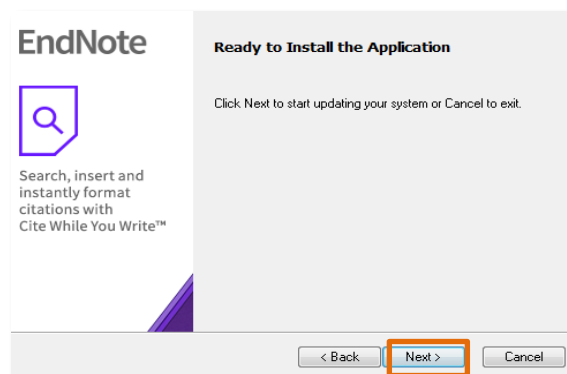 EndNote
Ready to Install the Application
Click Next to start updating your system or Cancel to exit.
Search, insert and
instantly format
citations with
Cite While You Write™
< Back
Next >
Cancel